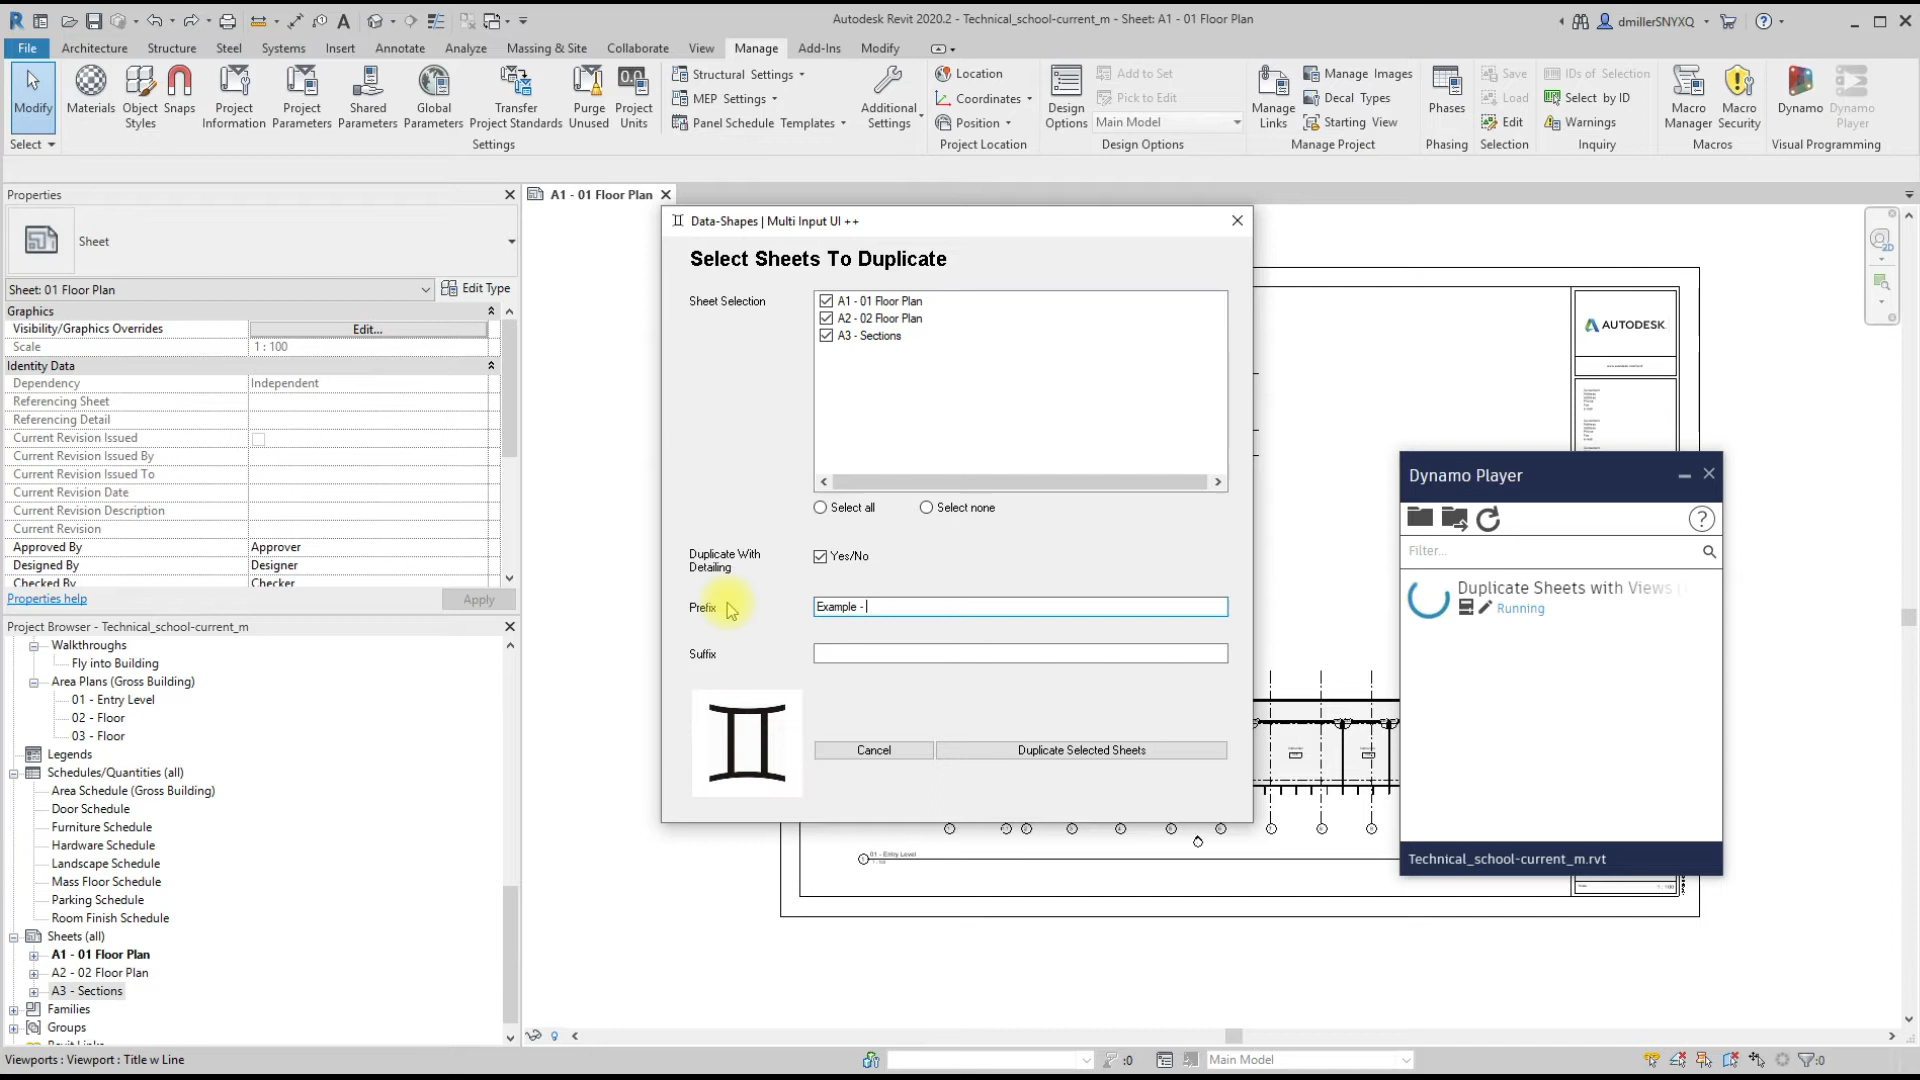 Autodesk Revit 2020.2 - Technical_school-current_m - Sheet: A1 - 01 Floor Plan
dmillerSNYXQ
File Architecture Structure Steel Systems Insert Annotate Analyze Massing & Site Collaborate View Manage Add-Ins Modify
Modify
Materials
Object Styles
Snaps
Project Information
Project Parameters
Shared Parameters
Global Parameters
Transfer Project Standards
Purge Unused
Project Units
Structural Settings
MEP Settings
Panel Schedule Templates
Additional Settings
Location
Coordinates
Position
Design Options
Add to Set
Pick to Edit
Main Model
Manage Links
Manage Images
Decal Types
Starting View
Phases
Save
Load
Edit
IDs of Selection
Select by ID
Warnings
Macro Manager
Macro Security
Dynamo
Dynamo Player
Select
Settings
Project Location
Design Options
Manage Project
Phasing
Selection
Inquiry
Macros
Visual Programming
Properties
Sheet
Sheet: 01 Floor Plan
Edit Type
Graphics
Visibility/Graphics Overrides Edit...
Scale 1 : 100
Identity Data
Dependency Independent
Referencing Sheet
Referencing Detail
Current Revision Issued
Current Revision Issued By
Current Revision Issued To
Current Revision Date
Current Revision Description
Current Revision
Approved By Approver
Designed By Designer
Checked By Checker
Properties help
Apply
Project Browser - Technical_school-current_m
Walkthroughs
Fly into Building
Area Plans (Gross Building)
01 - Entry Level
02 - Floor
03 - Floor
Legends
Schedules/Quantities (all)
Area Schedule (Gross Building)
Door Schedule
Furniture Schedule
Hardware Schedule
Landscape Schedule
Mass Floor Schedule
Parking Schedule
Room Finish Schedule
Sheets (all)
A1 - 01 Floor Plan
A2 - 02 Floor Plan
A3 - Sections
Families
Groups
Revit Links
A1 - 01 Floor Plan
Data-Shapes | Multi Input UI ++
Select Sheets To Duplicate
Sheet Selection
A1 - 01 Floor Plan
A2 - 02 Floor Plan
A3 - Sections
Select all
Select none
Duplicate With
Detailing
Yes/No
Prefix
Example -
Suffix
Cancel
Duplicate Selected Sheets
AUTODESK
01 - Entry Level
1 : 100
Dynamo Player
Filter...
Duplicate Sheets with Views
Running
Technical_school-current_m.rvt
Viewports : Viewport : Title w Line
:0
Main Model
:0